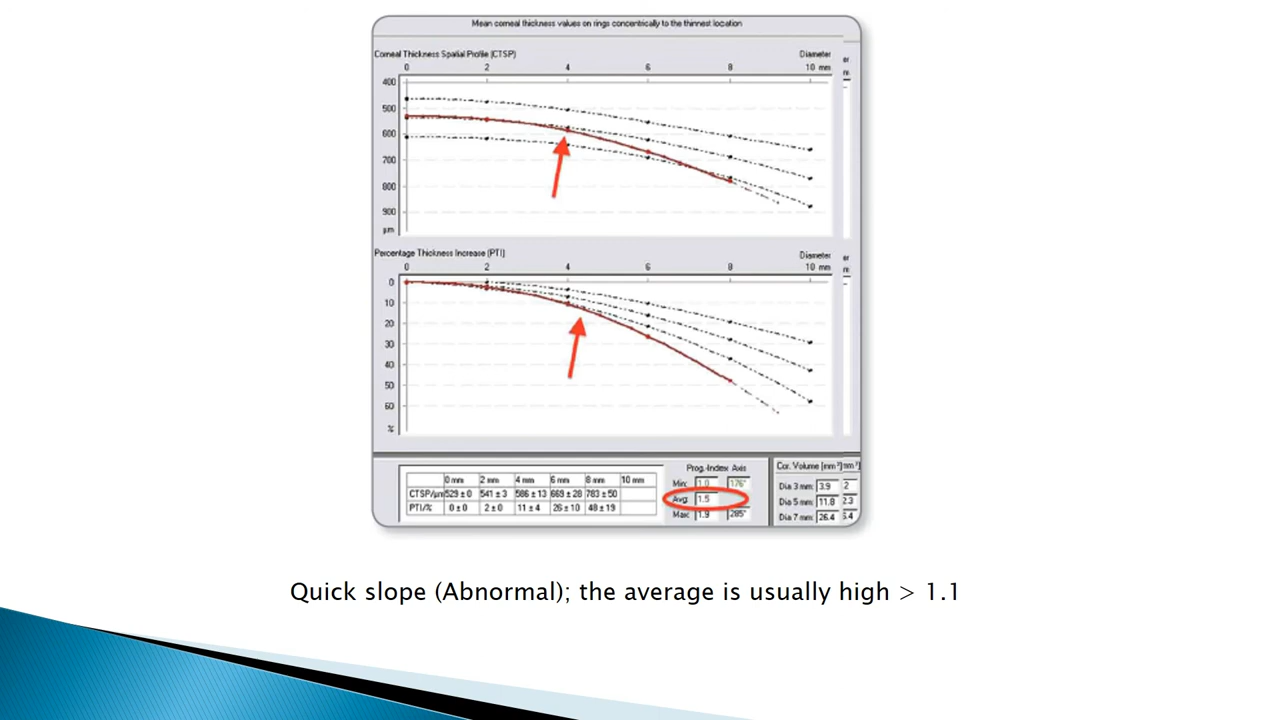 Mean corneal thickness values on rings concentrically to the thinnest location
Corneal Thickness Spatial Profile (CTSP)
Diameter
0 2 4 6 8 10 mm
400
500
600
700
800
900
µm
Percentage Thickness Increase (PTI)
Diameter
0 2 4 6 8 10 mm
0
10
20
30
40
50
60
%
0 mm 2 mm 4 mm 6 mm 8 mm 10 mm
CTSP/µm 529 ± 0 541 ± 3 586 ± 13 669 ± 28 783 ± 50
PTI/% 0 ± 0 2 ± 0 11 ± 4 26 ± 10 48 ± 19
Prog.-Index Axis
Min: 1.0 176°
Avg: 1.5
Max: 1.9 285°
Cor. Volume [mm³]
Dia 3 mm: 3.9
Dia 5 mm: 11.8
Dia 7 mm: 26.4
Quick slope (Abnormal); the average is usually high > 1.1